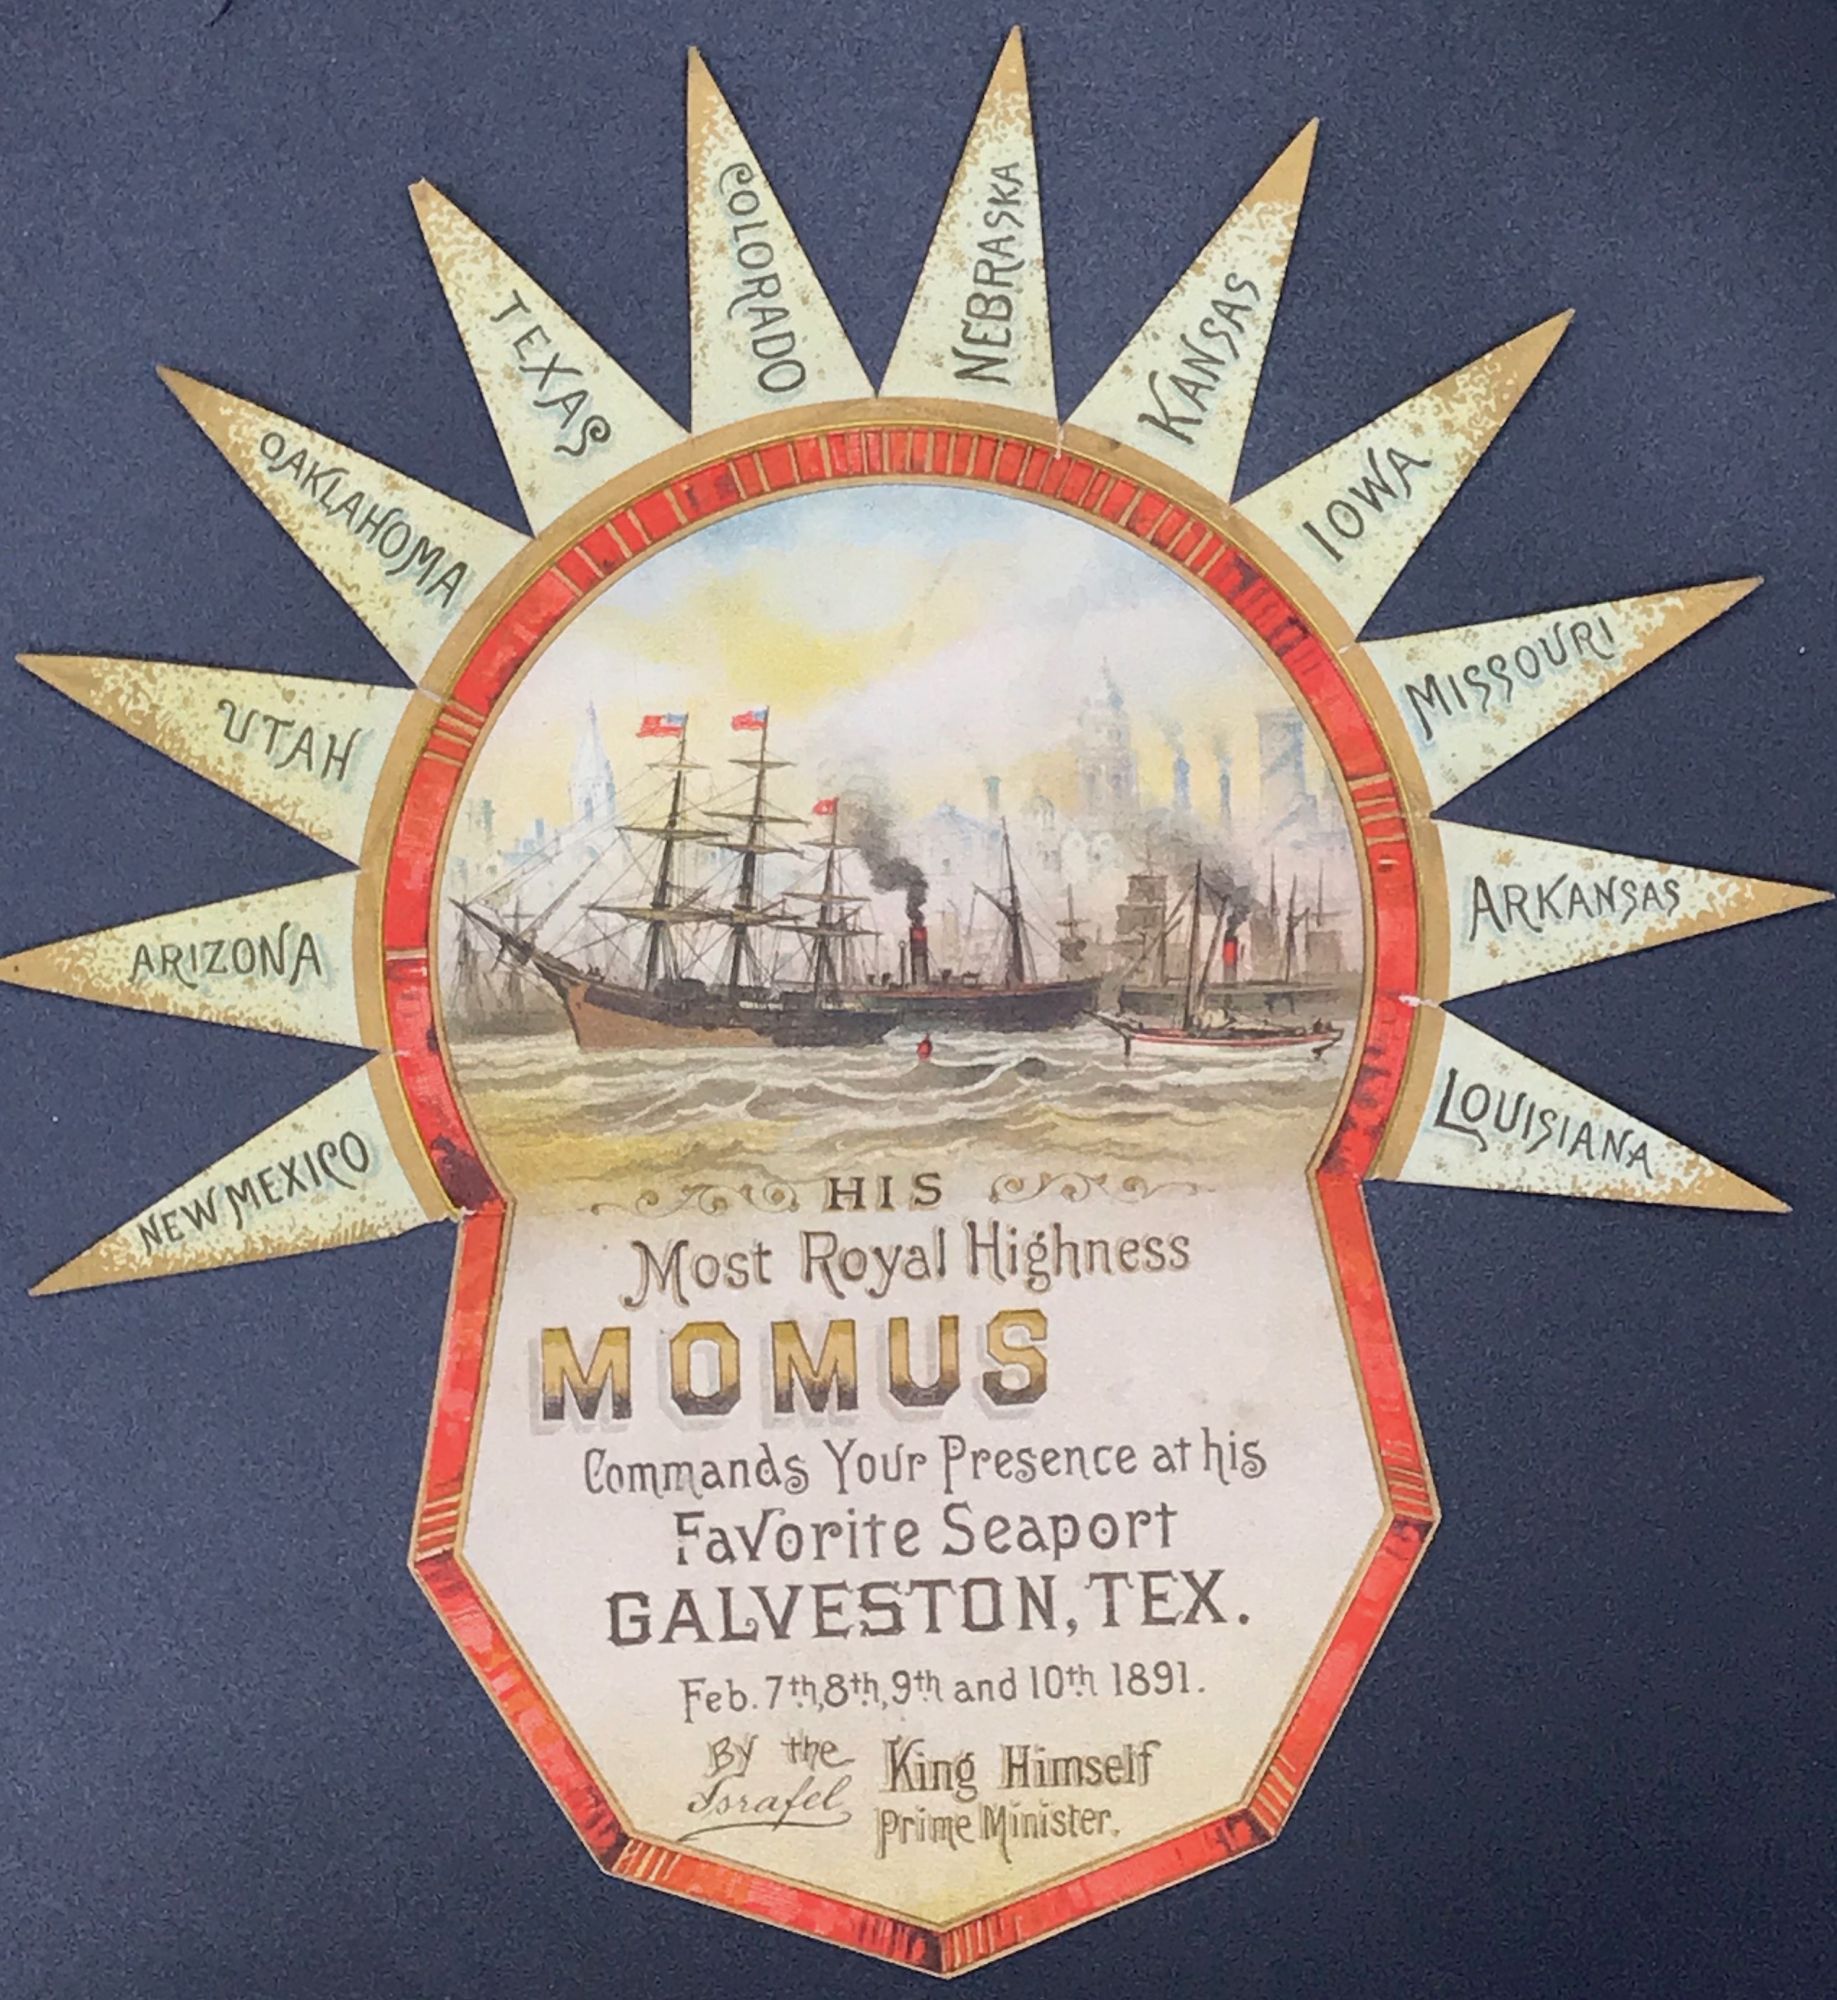 NEW MEXICO
ARIZONA
UTAH
OAKLAHOMA
TEXAS
COLORADO
NEBRASKA
KANSAS
IOWA
MISSOURI
ARKANSAS
LOUISIANA
HIS
Most Royal Highness
MOMUS
Commands Your Presence at his
Favorite Seaport
GALVESTON, TEX.
Feb. 7th, 8th, 9th and 10th 1891.
By the King Himself
Israfel Prime Minister.